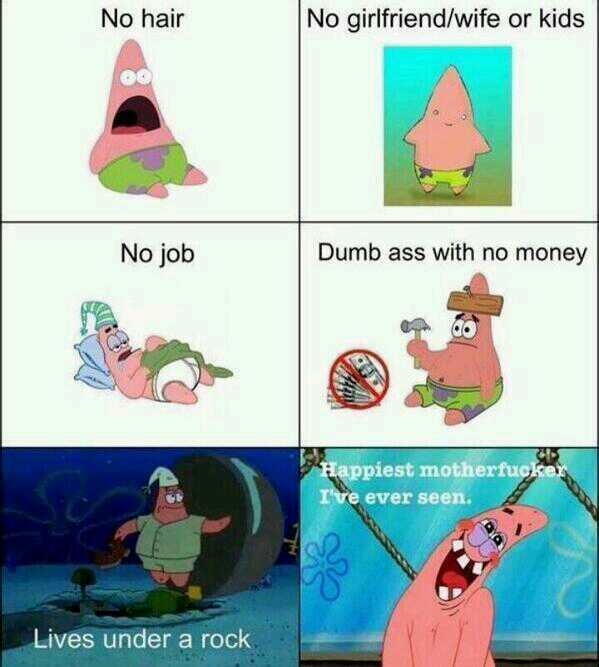 No hair
No girlfriend/wife or kids
No job
Dumb ass with no money
Lives under a rock
Happiest motherfucker
I've ever seen.